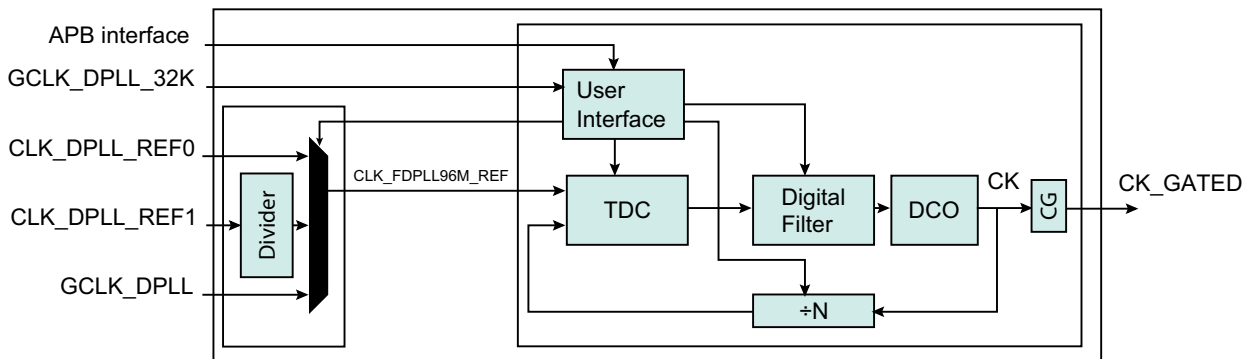 APB interface
GCLK_DPLL_32K
User
Interface
CLK_DPLL_REF0
CLK_FDPLL96M_REF
CLK_DPLL_REF1
Divider
TDC
Digital
Filter
DCO
CK
CG
CK_GATED
GCLK_DPLL
÷N